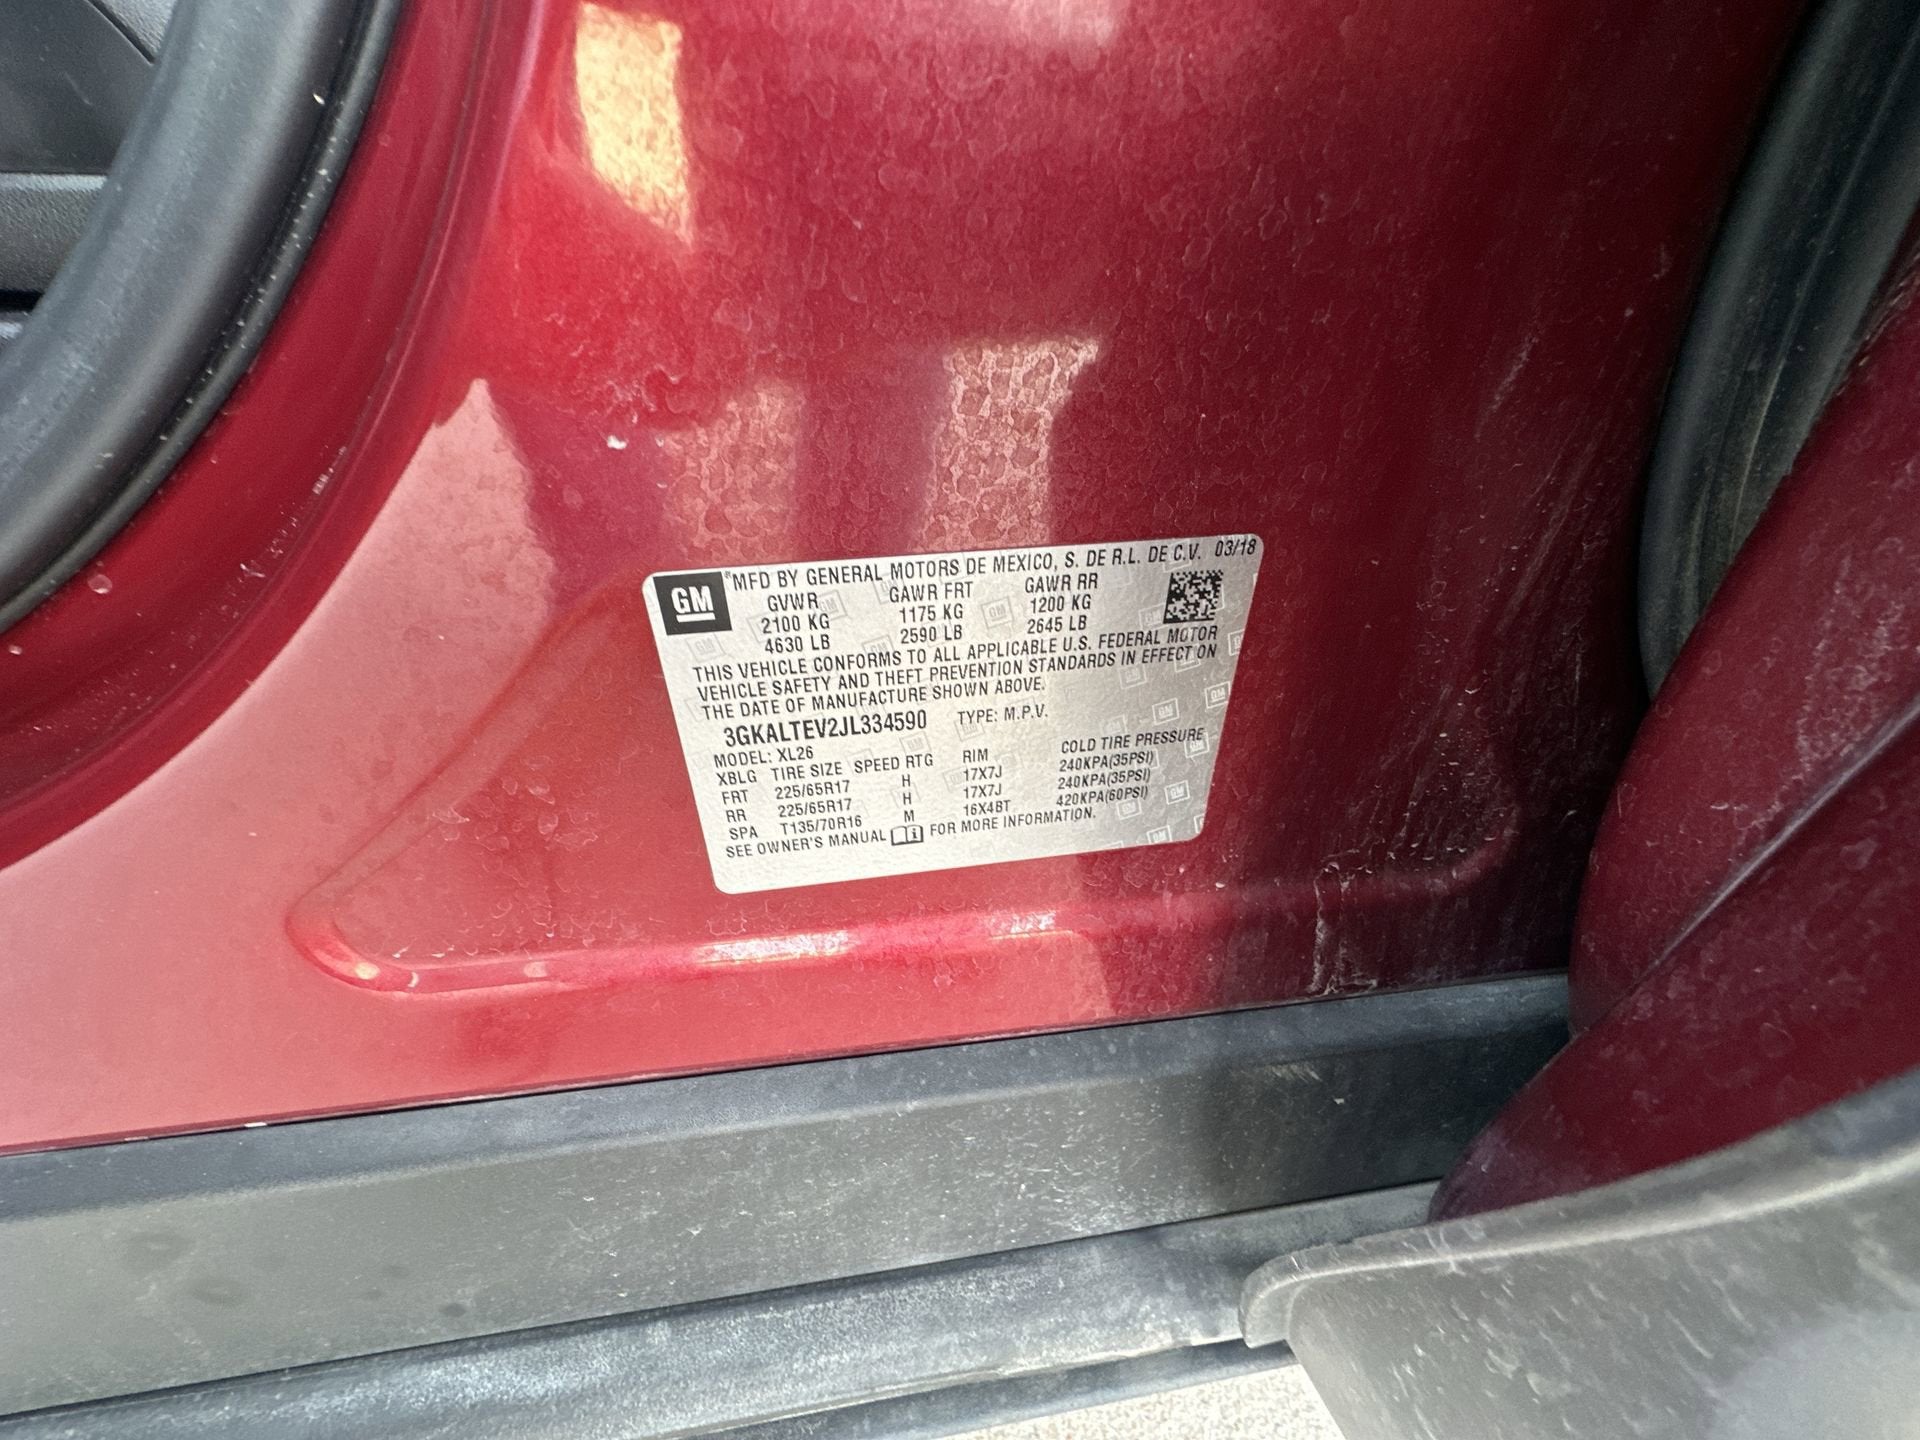 GM
®MFD BY GENERAL MOTORS DE MEXICO, S. DE R.L. DE C.V. 03/18
GVWR GAWR FRT GAWR RR
2100 KG 1175 KG 1200 KG
4630 LB 2590 LB 2645 LB
THIS VEHICLE CONFORMS TO ALL APPLICABLE U.S. FEDERAL MOTOR
VEHICLE SAFETY AND THEFT PREVENTION STANDARDS IN EFFECT ON
THE DATE OF MANUFACTURE SHOWN ABOVE.
3GKALTEV2JL334590 TYPE: M.P.V.
MODEL: XL26
XBLG TIRE SIZE SPEED RTG RIM COLD TIRE PRESSURE
FRT 225/65R17 H 17X7J 240KPA(35PSI)
RR 225/65R17 H 17X7J 240KPA(35PSI)
SPA T135/70R16 M 16X4BT 420KPA(60PSI)
SEE OWNER'S MANUAL FOR MORE INFORMATION.